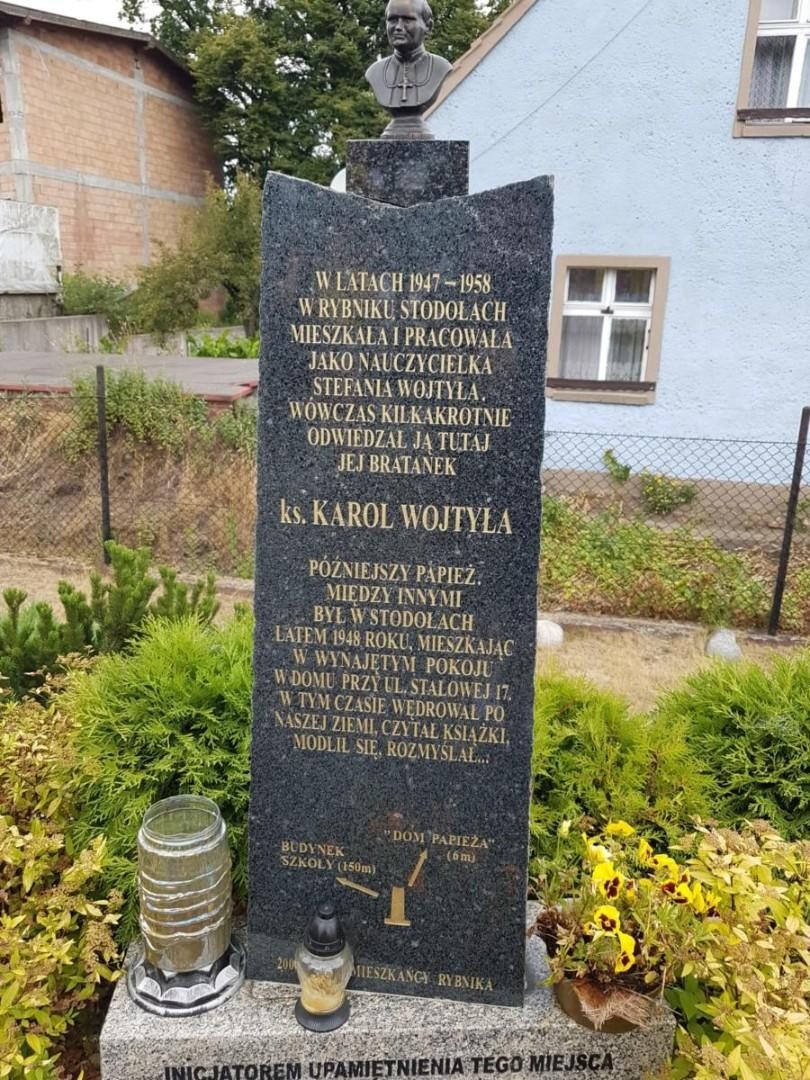 W LATACH 1947 – 1958
W RYBNIKU STODOŁACH
MIESZKAŁA I PRACOWAŁA
JAKO NAUCZYCIELKA
STEFANIA WOJTYŁA.
WÓWCZAS KILKAKROTNIE
ODWIEDZAŁ JĄ TUTAJ
JEJ BRATANEK
ks. KAROL WOJTYŁA
PÓŹNIEJSZY PAPIEŻ.
MIĘDZY INNYMI
BYŁ W STODOŁACH
LATEM 1948 ROKU, MIESZKAJĄC
W WYNAJĘTYM POKOJU
W DOMU PRZY UL. STALOWEJ 17.
W TYM CZASIE WĘDROWAŁ PO
NASZEJ ZIEMI, CZYTAŁ KSIĄŻKI,
MODLIŁ SIĘ, ROZMYŚLAŁ...
"DOM PAPIEŻA"
(6m)
BUDYNEK
SZKOŁY (150m)
MIESZKAŃCY RYBNIKA
INICJATOREM UPAMIĘTNIENIA TEGO MIEJSCA